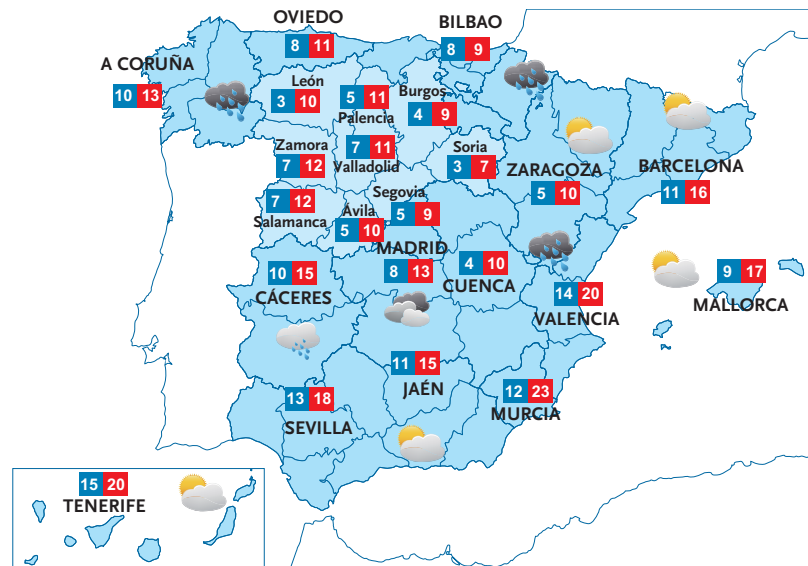 OVIEDO
8 11
BILBAO
8 9
A CORUÑA
10 13
León
3 10
5 11
Palencia
Burgos
4 9
Zamora
7 12
7 11
Valladolid
Soria
3 7
ZARAGOZA
5 10
BARCELONA
11 16
7 12
Salamanca
Ávila
5 10
Segovia
5 9
MADRID
8 13
4 10
CUENCA
10 15
CÁCERES
14 20
VALENCIA
9 17
MALLORCA
11 15
JAÉN
12 23
MURCIA
13 18
SEVILLA
15 20
TENERIFE